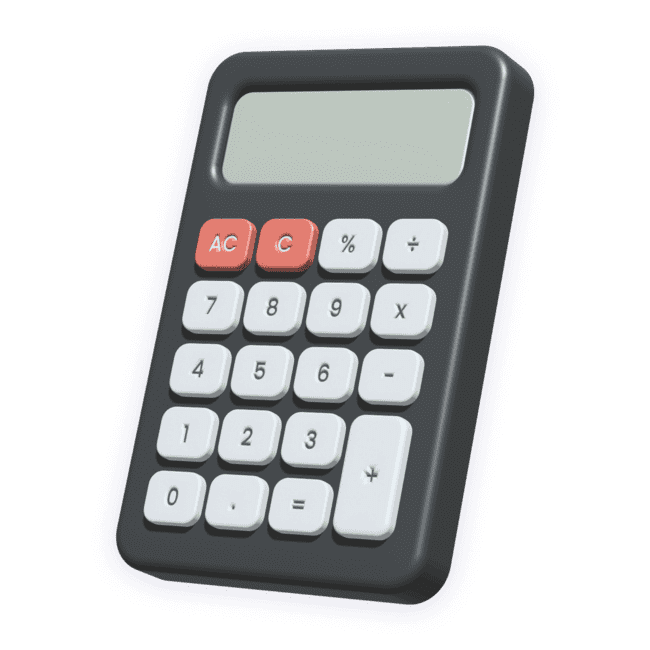 AC C % ÷
7 8 9 x
4 5 6 -
1 2 3 +
0 . =